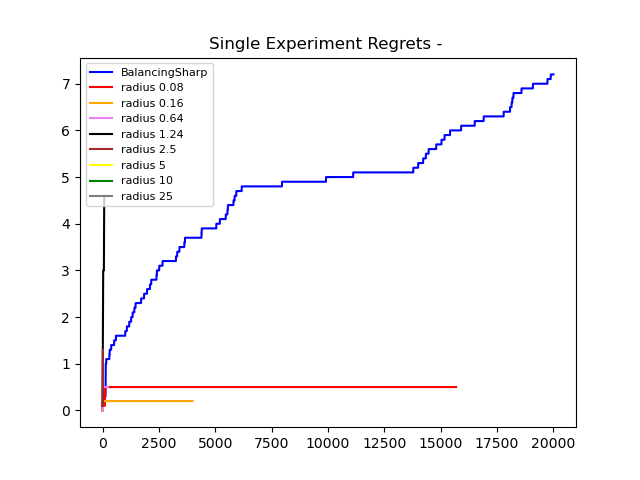 Single Experiment Regrets -
BalancingSharp
radius 0.08
radius 0.16
radius 0.64
radius 1.24
radius 2.5
radius 5
radius 10
radius 25
7
6
5
4
3
2
1
0
0 2500 5000 7500 10000 12500 15000 17500 20000